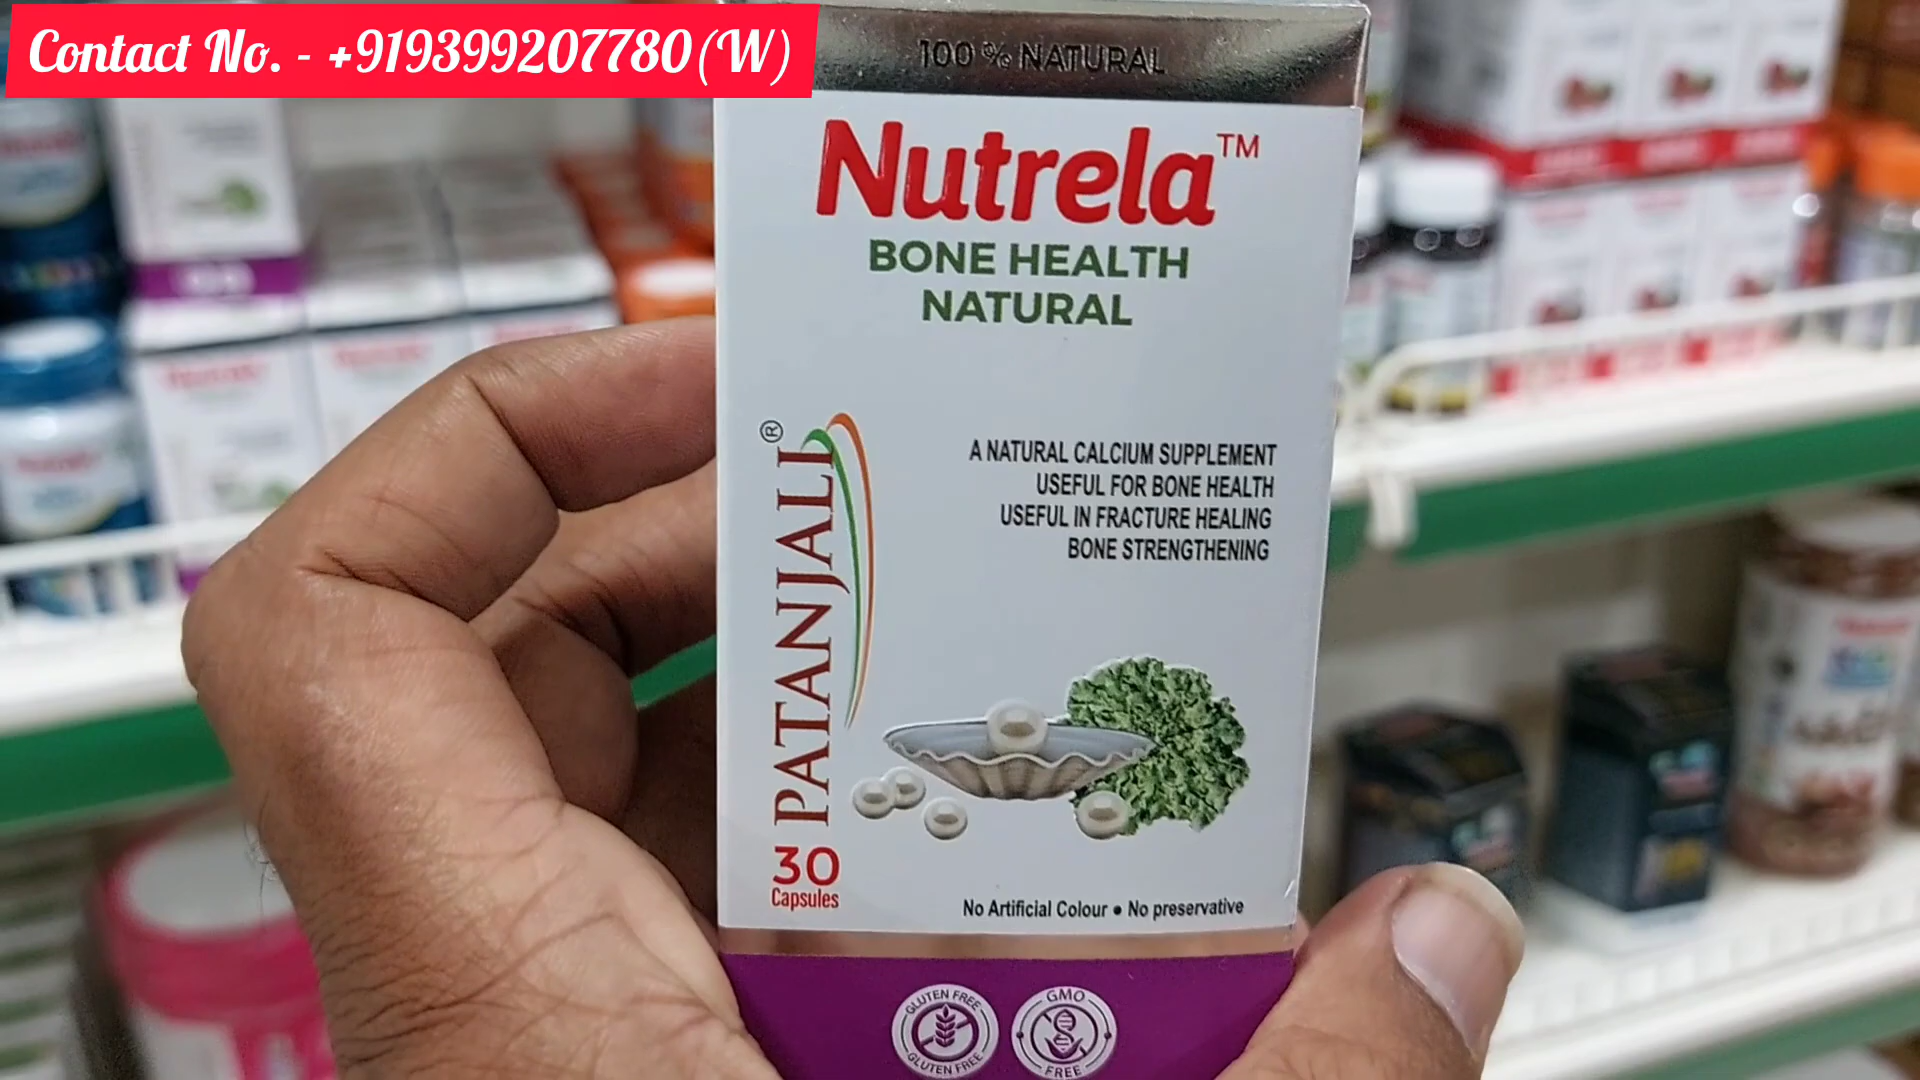 Contact No. - +919399207780(W)
100% NATURAL
Nutrela™
BONE HEALTH
NATURAL
A NATURAL CALCIUM SUPPLEMENT
USEFUL FOR BONE HEALTH
USEFUL IN FRACTURE HEALING
BONE STRENGTHENING
PATANJALI®
30
Capsules
No Artificial Colour • No preservative
GLUTEN FREE
GLUTEN FREE
GMO
FREE